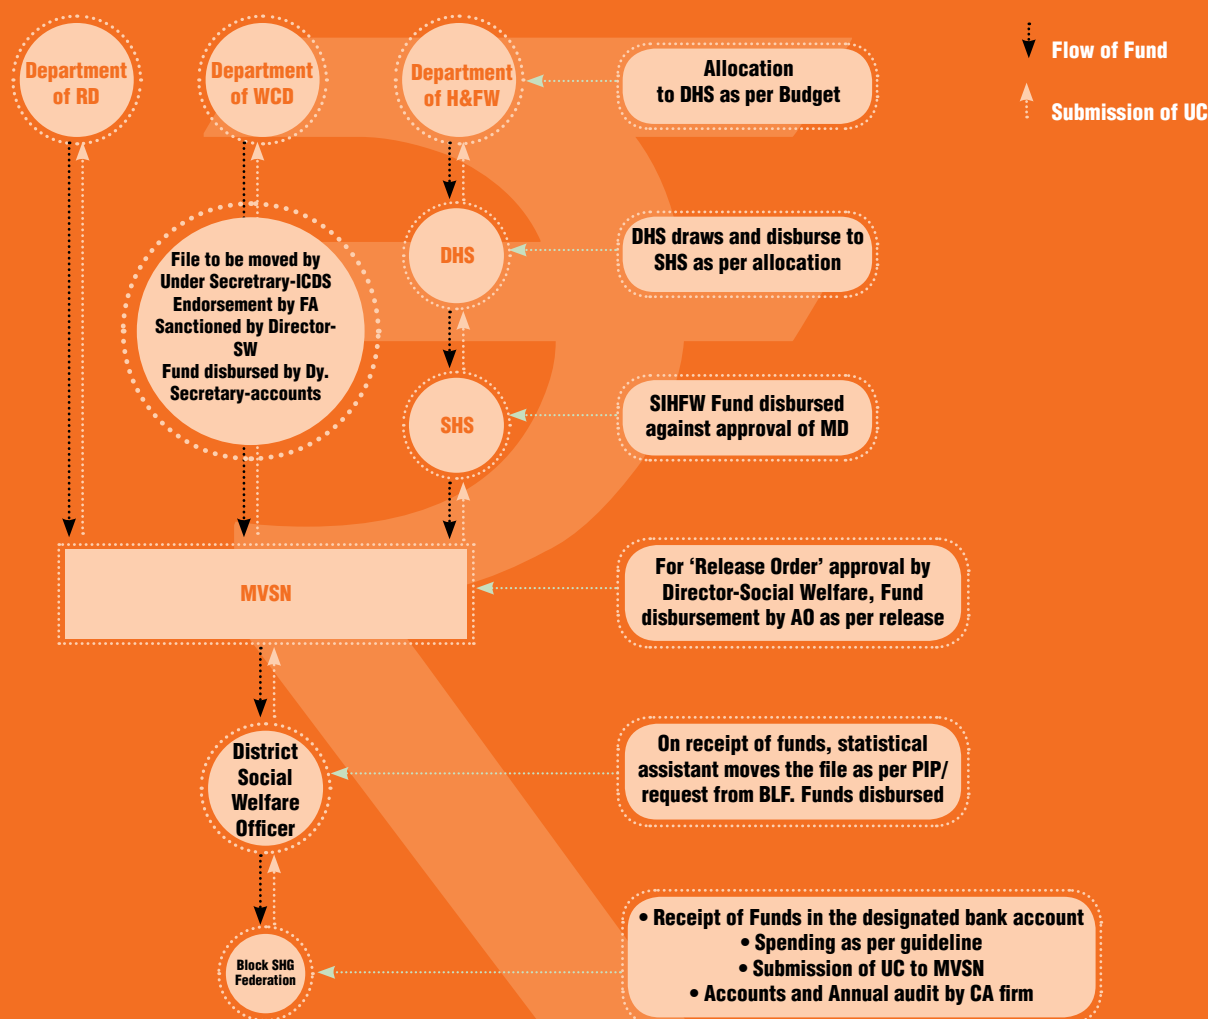 Department
of RD
Department
of WCD
Department
of H&FW
Allocation
to DHS as per Budget
Flow of Fund
Submission of UC
File to be moved by
Under Secretrary-ICDS
Endorsement by FA
Sanctioned by Director-
SW
Fund disbursed by Dy.
Secretary-accounts
DHS
DHS draws and disburse to
SHS as per allocation
SHS
SIHFW Fund disbursed
against approval of MD
MVSN
For ‘Release Order’ approval by
Director-Social Welfare, Fund
disbursement by AO as per release
District
Social
Welfare
Officer
On receipt of funds, statistical
assistant moves the file as per PIP/
request from BLF. Funds disbursed
Block SHG
Federation
• Receipt of Funds in the designated bank account
• Spending as per guideline
• Submission of UC to MVSN
• Accounts and Annual audit by CA firm